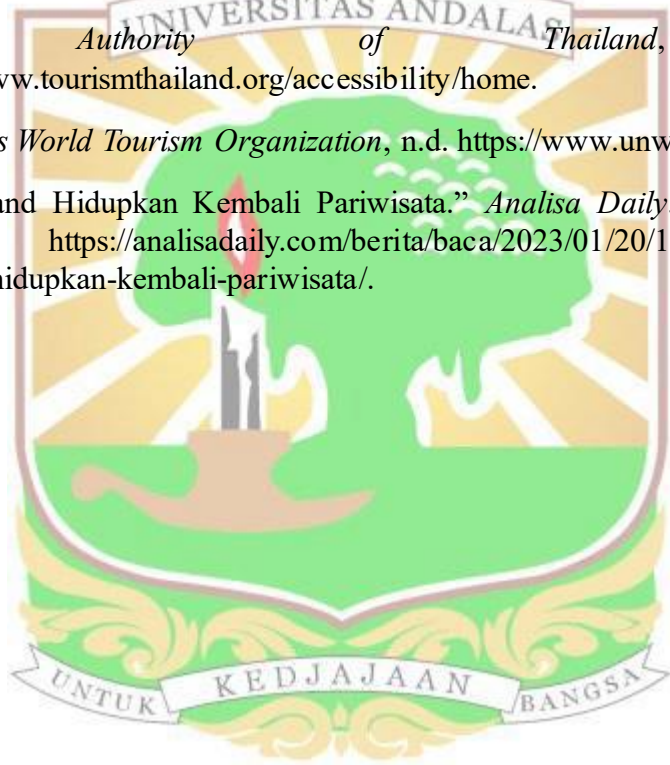 UNIVERSITAS ANDALAS
Authority of Thailand,
ww.tourismthailand.org/accessibility/home.
s World Tourism Organization, n.d. https://www.unw
and Hidupkan Kembali Pariwisata.” Analisa Daily.
https://analisadaily.com/berita/baca/2023/01/20/1
hidupkan-kembali-pariwisata/.
UNTUK KEDJAJAAN BANGSA